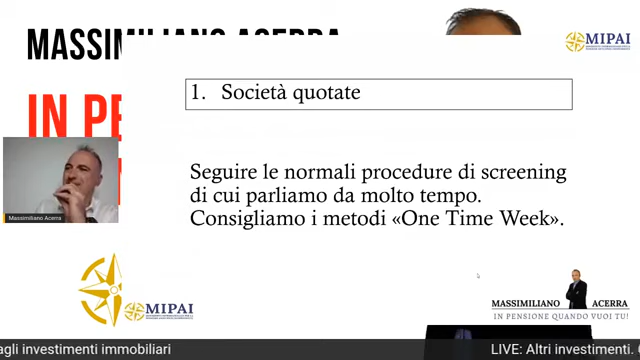 MASSIMILIANO ACERRA
MIPAI
1. Società quotate
IN PE
Seguire le normali procedure di screening
di cui parliamo da molto tempo.
Consigliamo i metodi «One Time Week».
Massimiliano Acerra
MIPAI
MASSIMILIANO ACERRA
IN PENSIONE QUANDO VUOI TU!
agli investimenti immobiliari
LIVE: Altri investimenti.